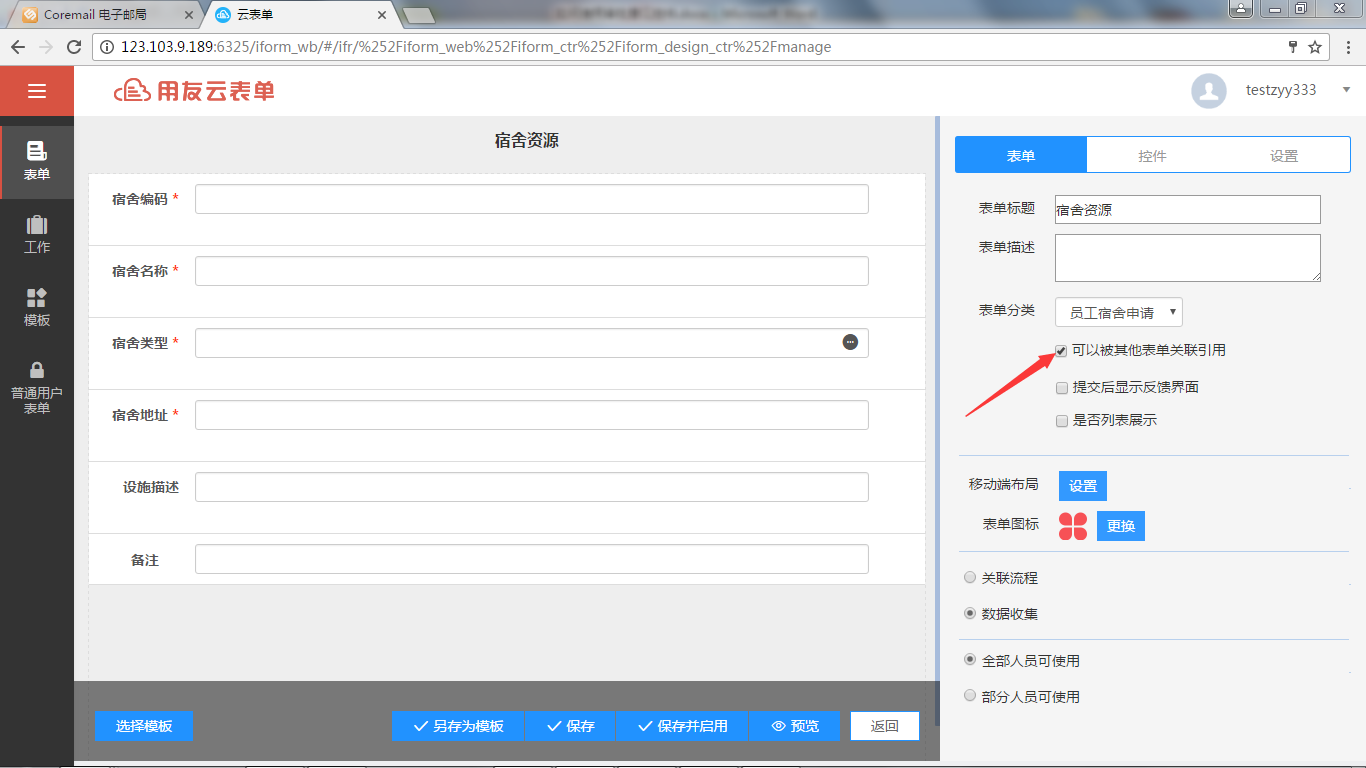 Coremail 电子邮局
云表单
123.103.9.189:6325/iform_wb/#/ifr/%252Fiform_web%252Fiform_ctr%252Fiform_design_ctr%252Fmanage
用友云表单
testzyy333
表单
工作
模板
普通用户
表单
宿舍资源
宿舍编码 *
宿舍名称 *
宿舍类型 *
宿舍地址 *
设施描述
备注
选择模板
另存为模板
保存
保存并启用
预览
返回
表单 控件 设置
表单标题 宿舍资源
表单描述
表单分类 员工宿舍申请
可以被其他表单关联引用
提交后显示反馈界面
是否列表展示
移动端布局 设置
表单图标 更换
关联流程
数据收集
全部人员可使用
部分人员可使用